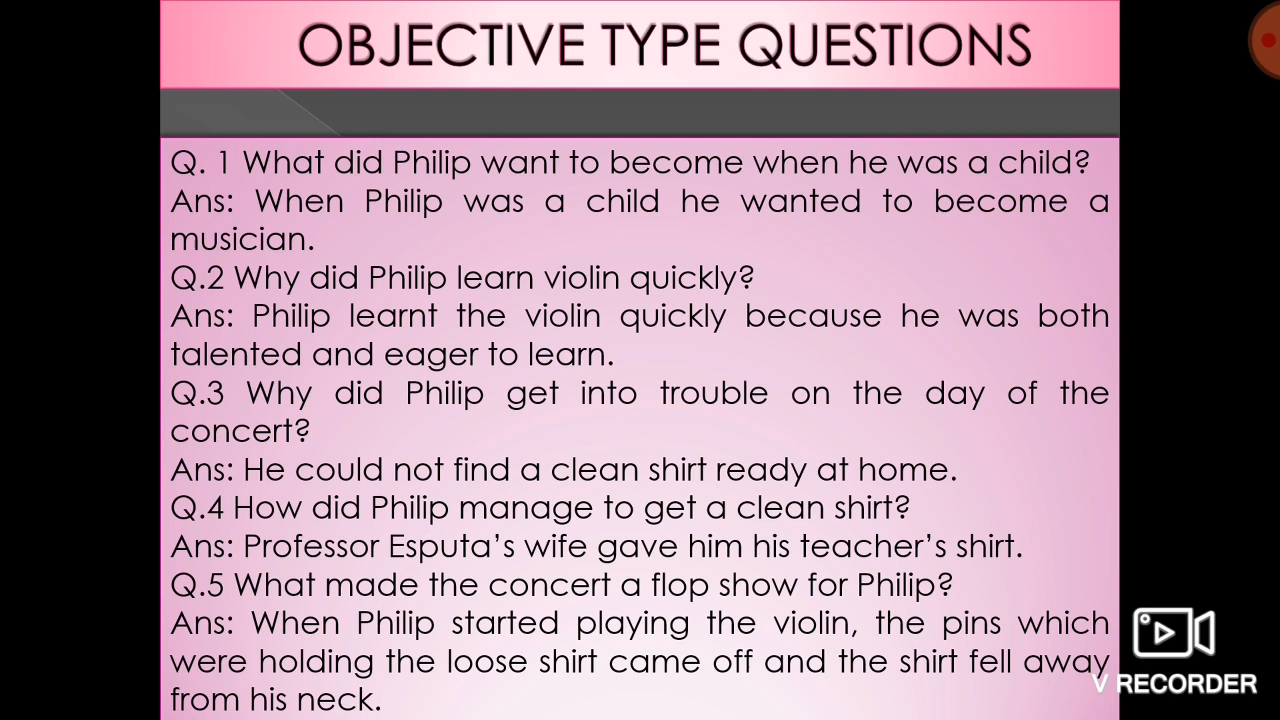 OBJECTIVE TYPE QUESTIONS
Q. 1 What did Philip want to become when he was a child?
Ans: When Philip was a child he wanted to become a
musician.
Q.2 Why did Philip learn violin quickly?
Ans: Philip learnt the violin quickly because he was both
talented and eager to learn.
Q.3 Why did Philip get into trouble on the day of the
concert?
Ans: He could not find a clean shirt ready at home.
Q.4 How did Philip manage to get a clean shirt?
Ans: Professor Esputa’s wife gave him his teacher’s shirt.
Q.5 What made the concert a flop show for Philip?
Ans: When Philip started playing the violin, the pins which
were holding the loose shirt came off and the shirt fell away
from his neck.
V RECORDER